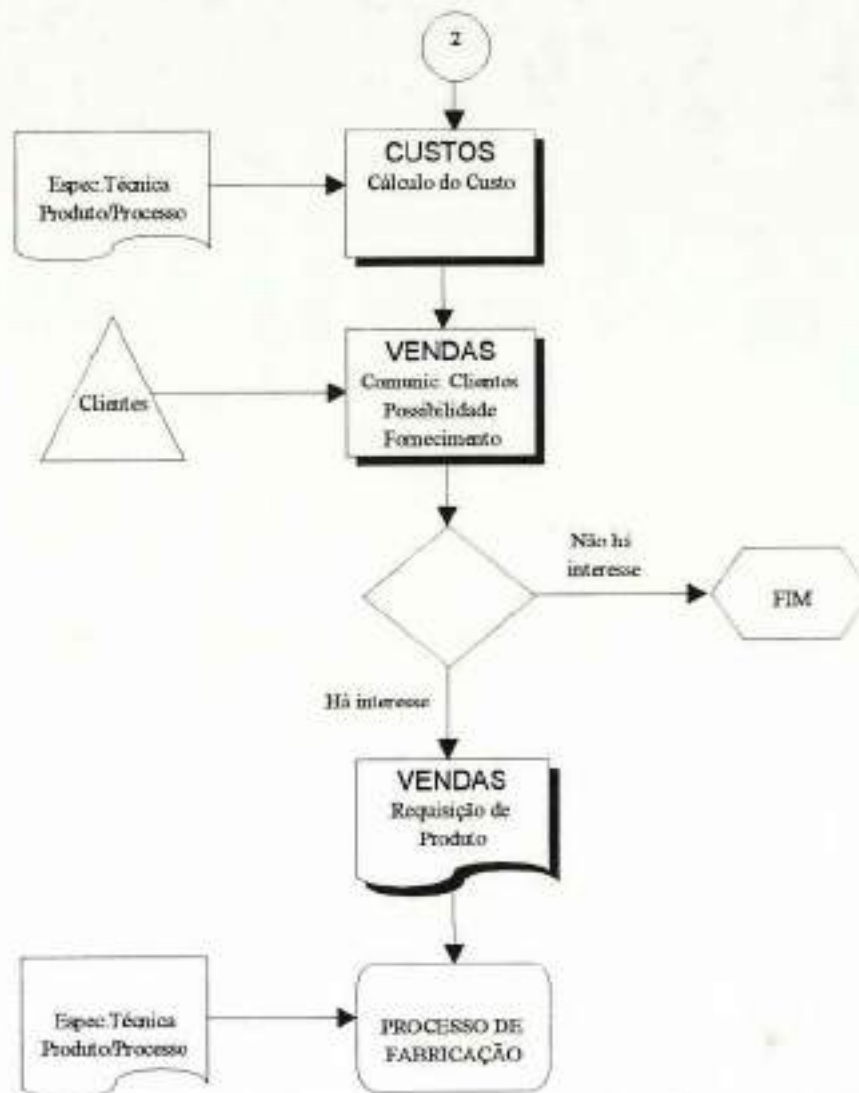 2
CUSTOS
Cálculo do Custo
Espec.Técnica
Produto/Processo
VENDAS
Comunic. Clientes
Possibilidade
Fornecimento
Clientes
Não há
interesse
FIM
Há interesse
VENDAS
Requisição de
Produto
Espec.Técnica
Produto/Processo
PROCESSO DE
FABRICAÇÃO